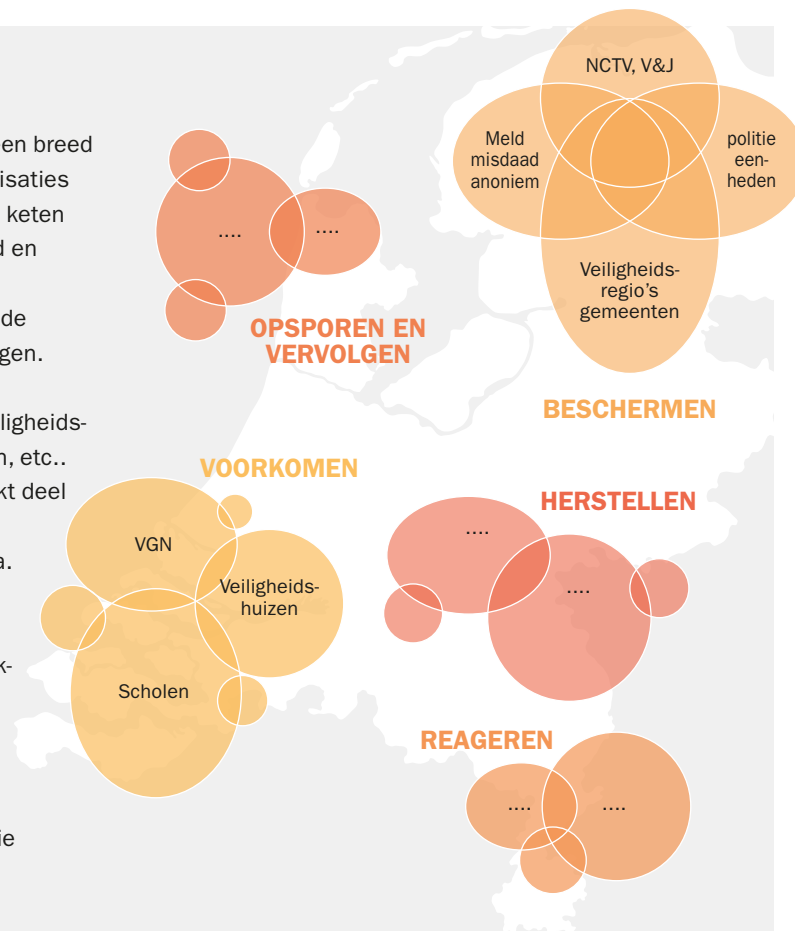 en breed
isaties
keten
d en
de
gen.
ligheids-
n, etc..
kt deel
a.
k-
ie
NCTV, V&J
Meld
misdaad
anoniem
politie
een-
heden
Veiligheids-
regio's
gemeenten
BESCHERMEN
....
....
OPSPOREN EN
VERVOLGEN
VOORKOMEN
VGN
Veiligheids-
huizen
Scholen
HERSTELLEN
....
....
REAGEREN
....
....